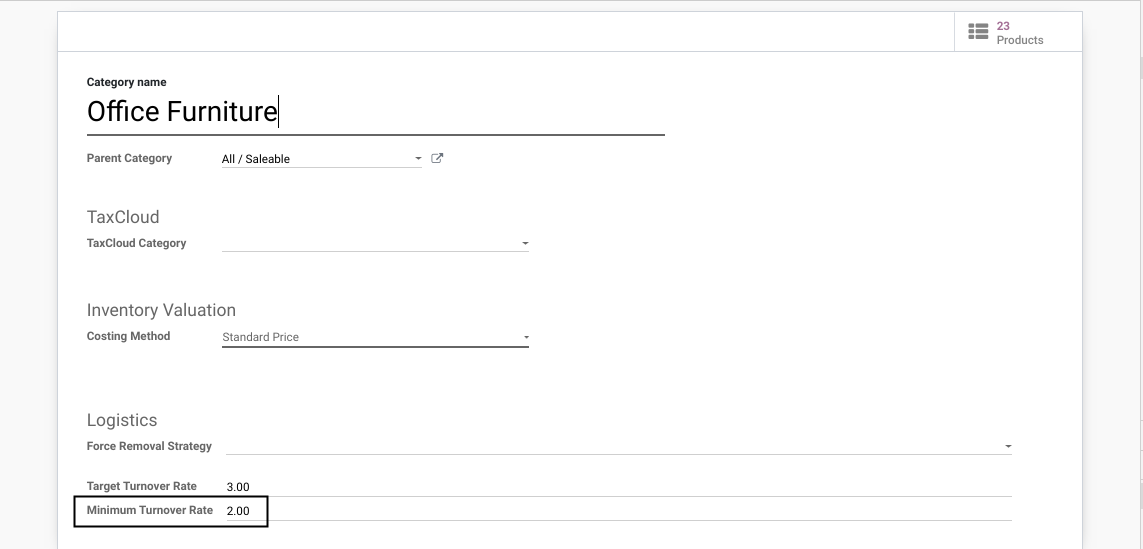 23
Products
Category name
Office Furniture
Parent Category All / Saleable
TaxCloud
TaxCloud Category
Inventory Valuation
Costing Method Standard Price
Logistics
Force Removal Strategy
Target Turnover Rate 3.00
Minimum Turnover Rate 2.00